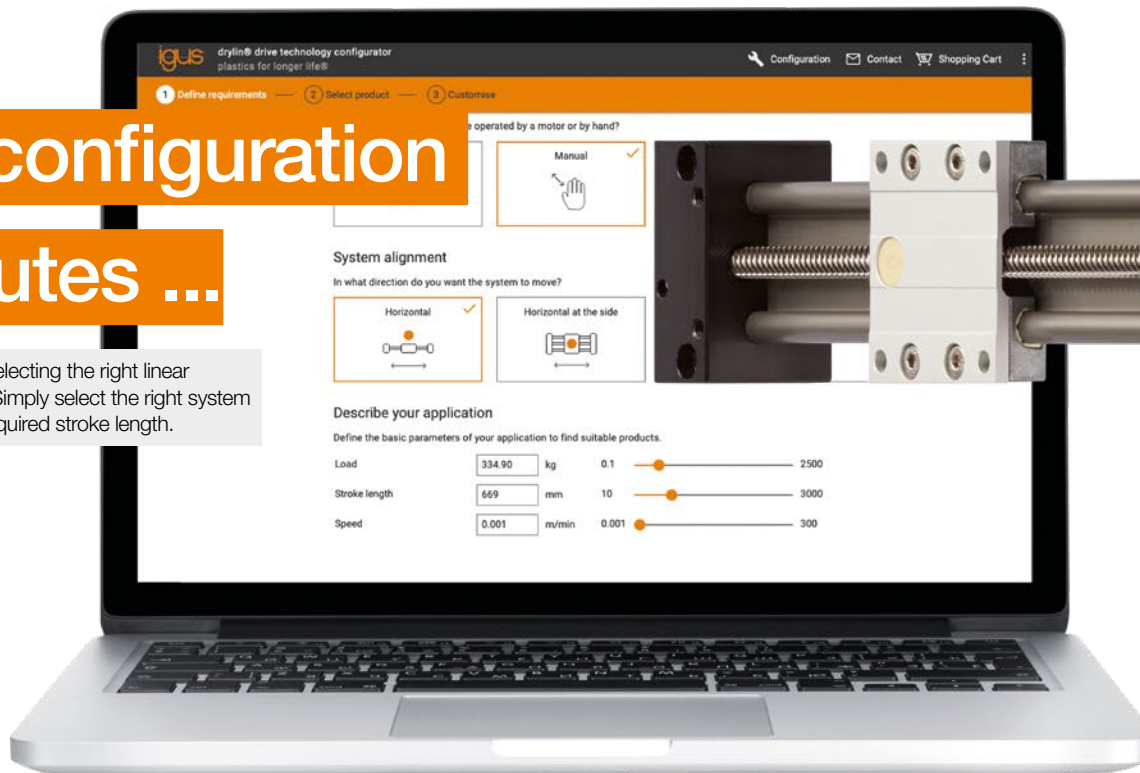 igus
drylin® drive technology configurator
plastics for longer life®
Configuration
Contact
Shopping Cart
1 Define requirements
2 Select product
3 Customise
configuration
utes ...
electing the right linear
Simply select the right system
quired stroke length.
e operated by a motor or by hand?
Manual
System alignment
In what direction do you want the system to move?
Horizontal
Horizontal at the side
Describe your application
Define the basic parameters of your application to find suitable products.
Load 334.90 kg 0.1 2500
Stroke length 669 mm 10 3000
Speed 0.001 m/min 0.001 300